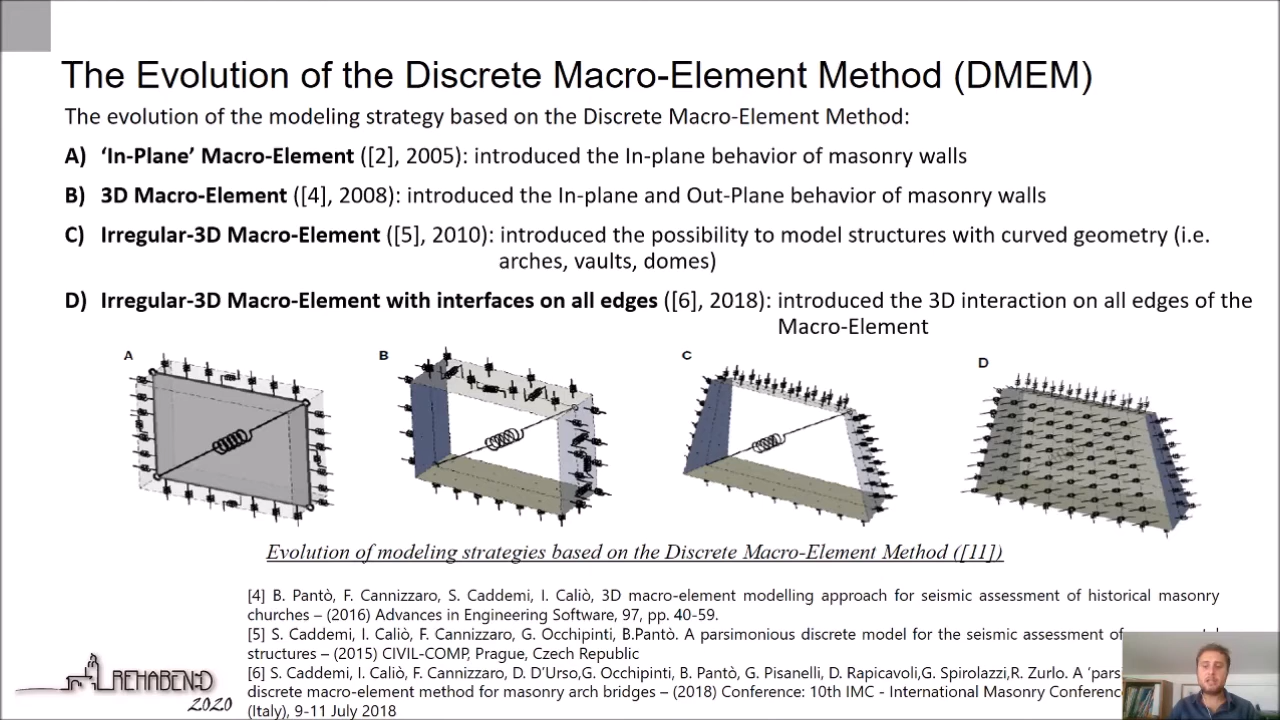 The Evolution of the Discrete Macro-Element Method (DMEM)
The evolution of the modeling strategy based on the Discrete Macro-Element Method:
A) ‘In-Plane’ Macro-Element ([2], 2005): introduced the In-plane behavior of masonry walls
B) 3D Macro-Element ([4], 2008): introduced the In-plane and Out-Plane behavior of masonry walls
C) Irregular-3D Macro-Element ([5], 2010): introduced the possibility to model structures with curved geometry (i.e.
arches, vaults, domes)
D) Irregular-3D Macro-Element with interfaces on all edges ([6], 2018): introduced the 3D interaction on all edges of the
Macro-Element
A B C D
Evolution of modeling strategies based on the Discrete Macro-Element Method ([11])
[4] B. Pantò, F. Cannizzaro, S. Caddemi, I. Caliò, 3D macro-element modelling approach for seismic assessment of historical masonry
churches – (2016) Advances in Engineering Software, 97, pp. 40-59.
[5] S. Caddemi, I. Caliò, F. Cannizzaro, G. Occhipinti, B.Pantò. A parsimonious discrete model for the seismic assessment of
structures – (2015) CIVIL-COMP, Prague, Czech Republic
[6] S. Caddemi, I. Caliò, F. Cannizzaro, D. D’Urso,G. Occhipinti, B. Pantò, G. Pisanelli, D. Rapicavoli,G. Spirolazzi,R. Zurlo. A ‘pars
discrete macro-element method for masonry arch bridges – (2018) Conference: 10th IMC - International Masonry Conferenc
(Italy), 9-11 July 2018
REHABEND
2020